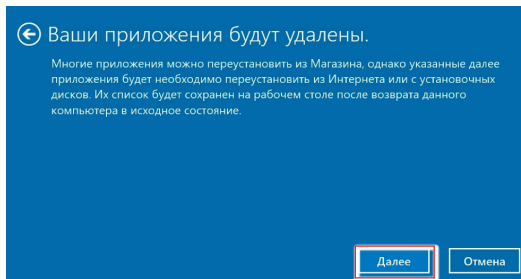 Ваши приложения будут удалены.
Многие приложения можно переустановить из Магазина, однако указанные далее
приложения будет необходимо переустановить из Интернета или с установочных
дисков. Их список будет сохранен на рабочем столе после возврата данного
компьютера в исходное состояние.
Далее Отмена